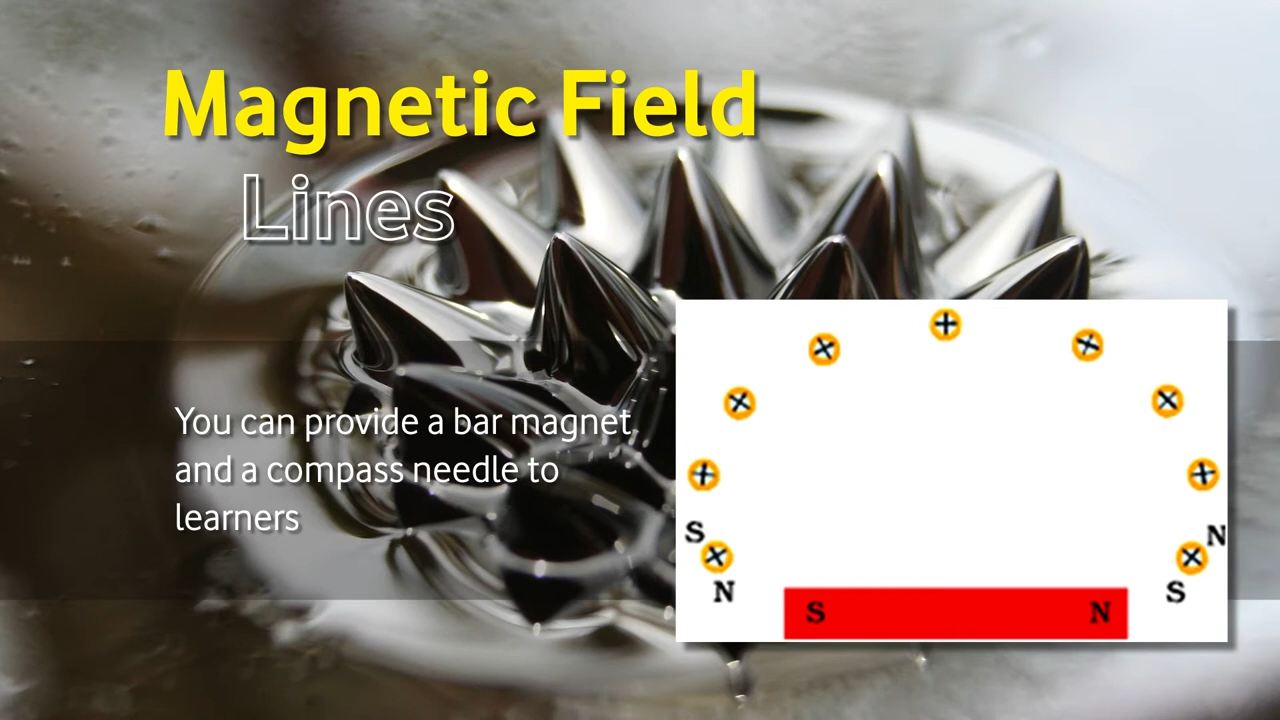 Magnetic Field
Lines
You can provide a bar magnet
and a compass needle to
learners
S
N
N
S
S
N